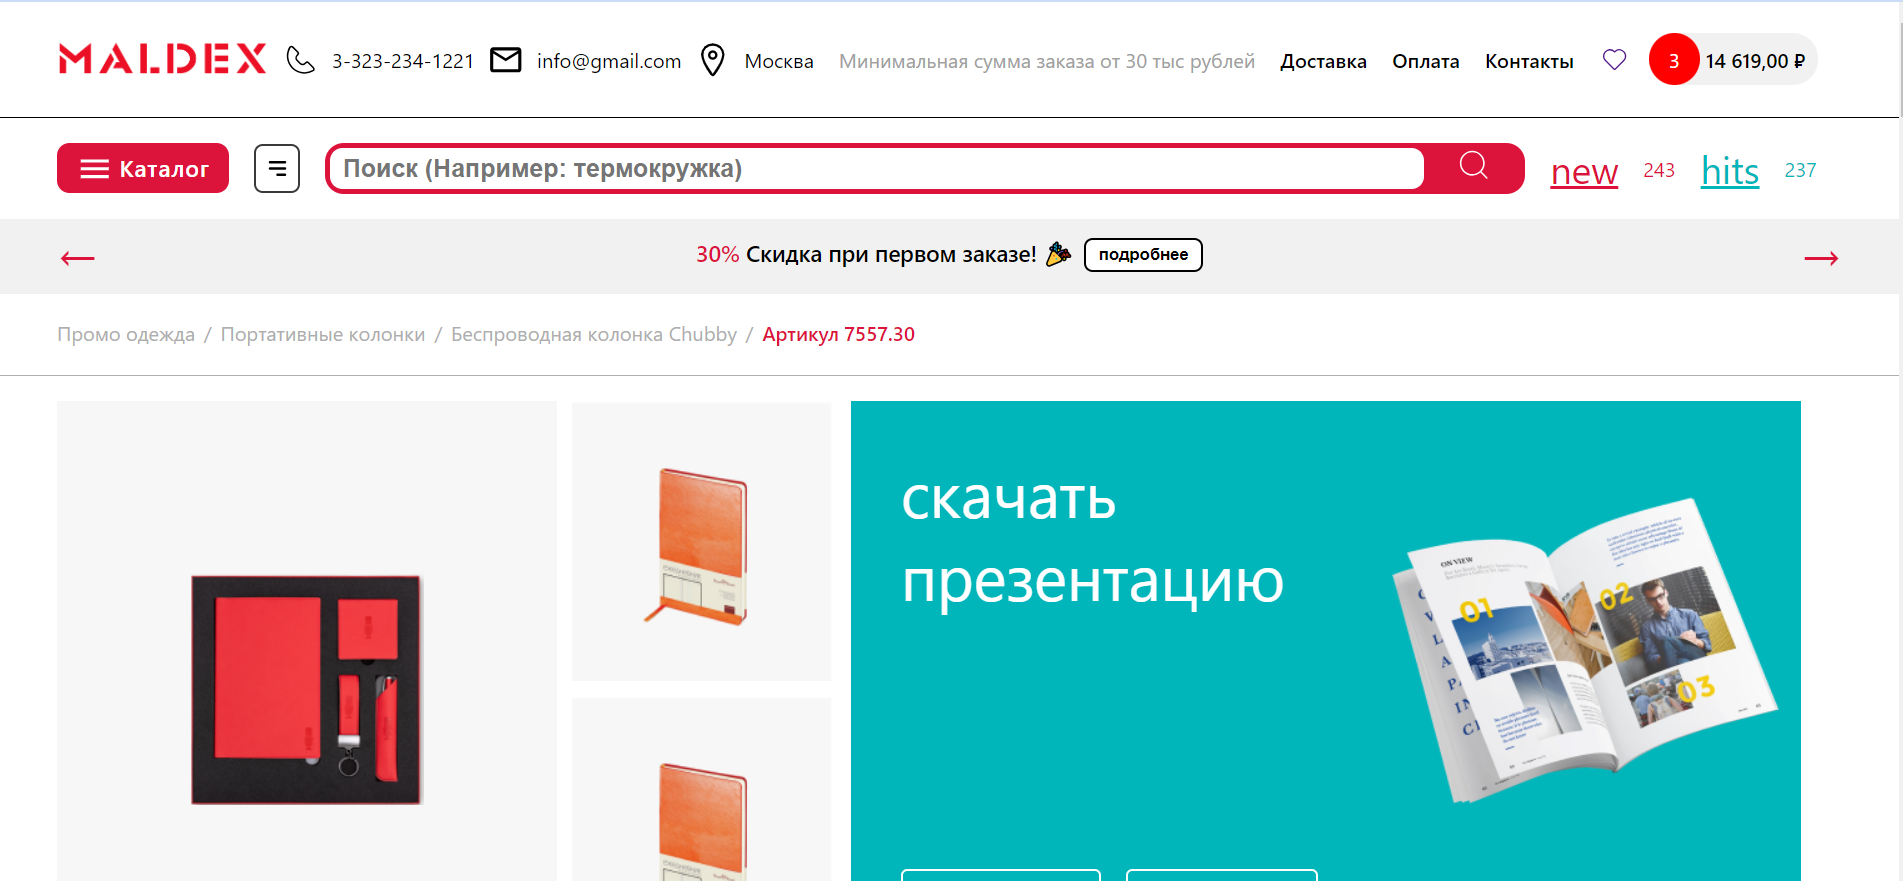 MALDEX 3-323-234-1221 info@gmail.com Москва Минимальная сумма заказа от 30 тыс рублей Доставка Оплата Контакты 3 14 619,00 ₽
Каталог Поиск (Например: термокружка) new 243 hits 237
← 30% Скидка при первом заказе! 🎉 подробнее →
Промо одежда / Портативные колонки / Беспроводная колонка Chubby / Артикул 7557.30
скачать
презентацию
ON VIEW
01
02
03